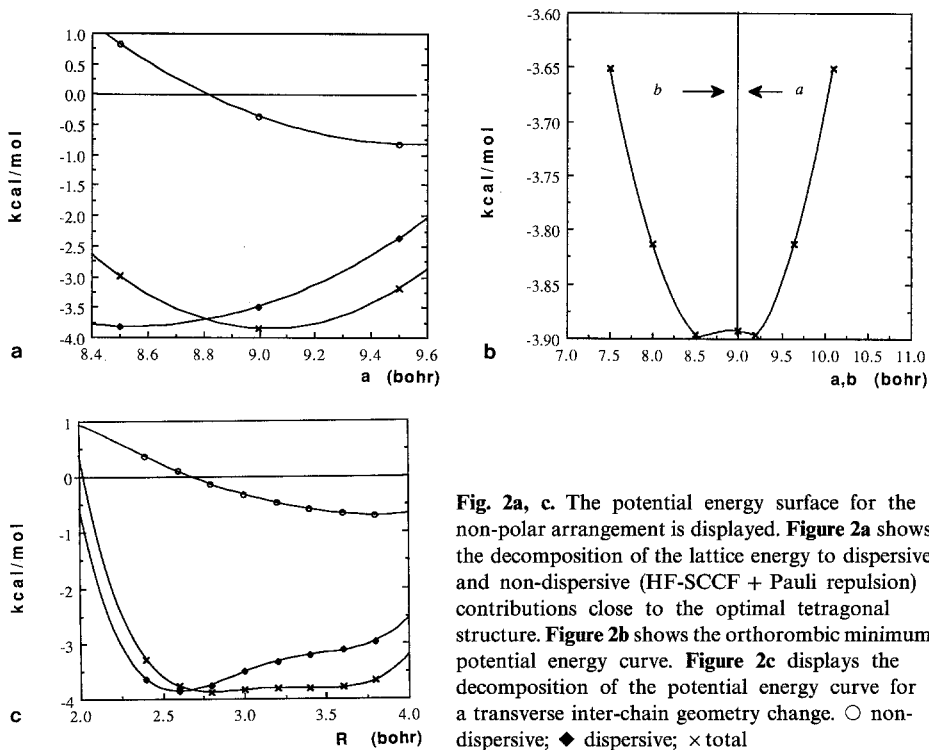 1.0
0.5
0.0
-0.5
-1.0
-1.5
-2.0
-2.5
-3.0
-3.5
-4.0
kcal/mol
8.4 8.6 8.8 9.0 9.2 9.4 9.6
a
a (bohr)
-3.60
-3.65
-3.70
-3.75
-3.80
-3.85
-3.90
kcal/mol
b
a
7.0 7.5 8.0 8.5 9.0 9.5 10.0 10.5 11.0
b
a,b (bohr)
1
0
-1
-2
-3
-4
kcal/mol
2.0 2.5 3.0 3.5 4.0
c
R (bohr)
Fig. 2a, c. The potential energy surface for the
non-polar arrangement is displayed. Figure 2a shows
the decomposition of the lattice energy to dispersive
and non-dispersive (HF-SCCF + Pauli repulsion)
contributions close to the optimal tetragonal
structure. Figure 2b shows the orthorombic minimum
potential energy curve. Figure 2c displays the
decomposition of the potential energy curve for
a transverse inter-chain geometry change. ○ non-
dispersive; ◆ dispersive; × total